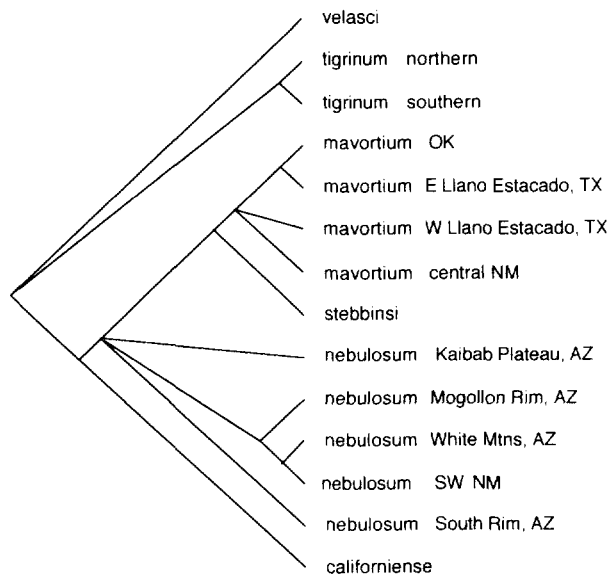 velasci
tigrinum northern
tigrinum southern
mavortium OK
mavortium E Llano Estacado, TX
mavortium W Llano Estacado, TX
mavortium central NM
stebbinsi
nebulosum Kaibab Plateau, AZ
nebulosum Mogollon Rim, AZ
nebulosum White Mtns, AZ
nebulosum SW NM
nebulosum South Rim, AZ
californiense